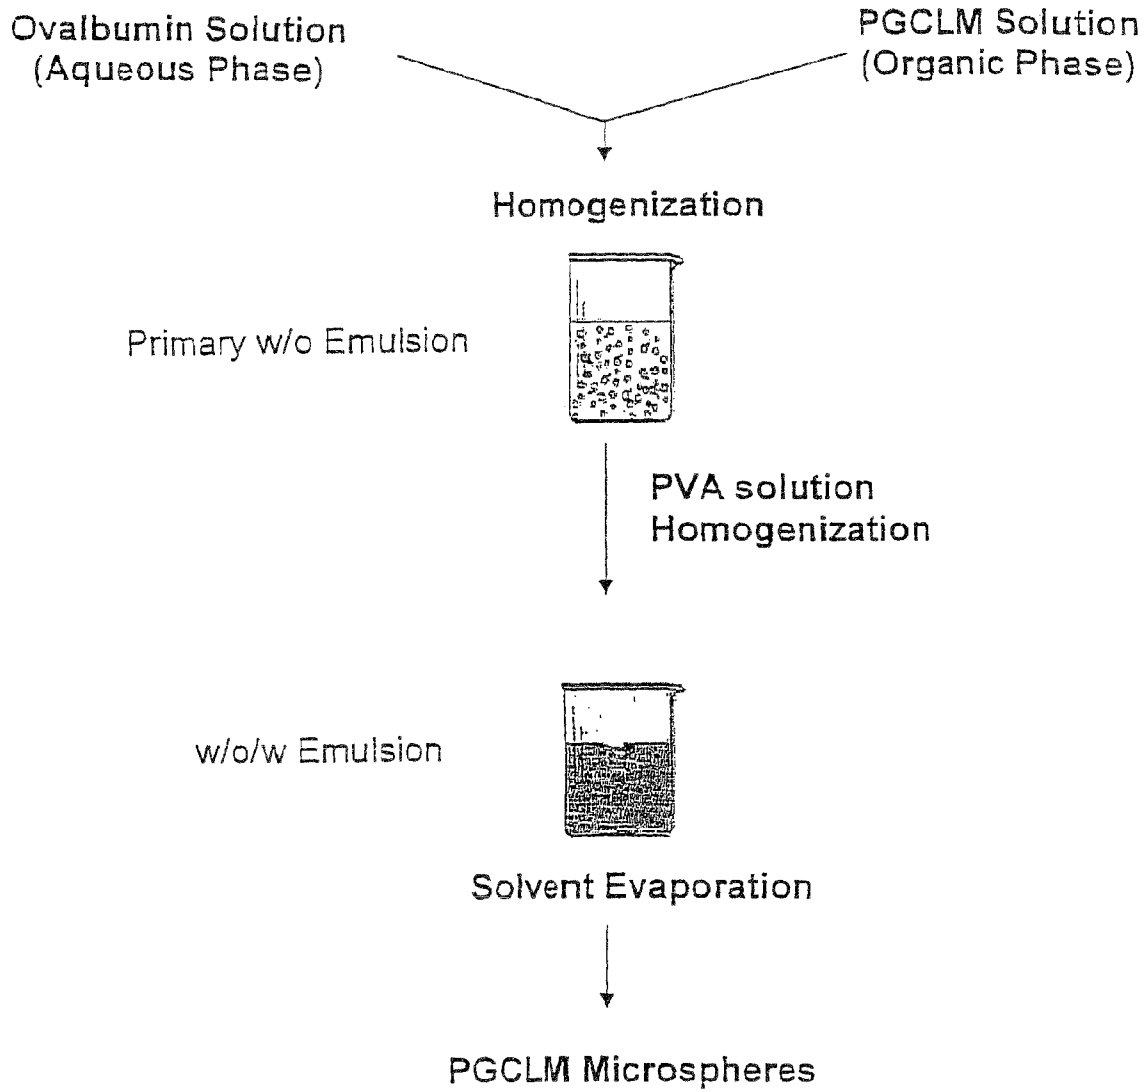 Ovalbumin Solution
(Aqueous Phase)
PGCLM Solution
(Organic Phase)
Homogenization
Primary w/o Emulsion
PVA solution
Homogenization
w/o/w Emulsion
Solvent Evaporation
PGCLM Microspheres